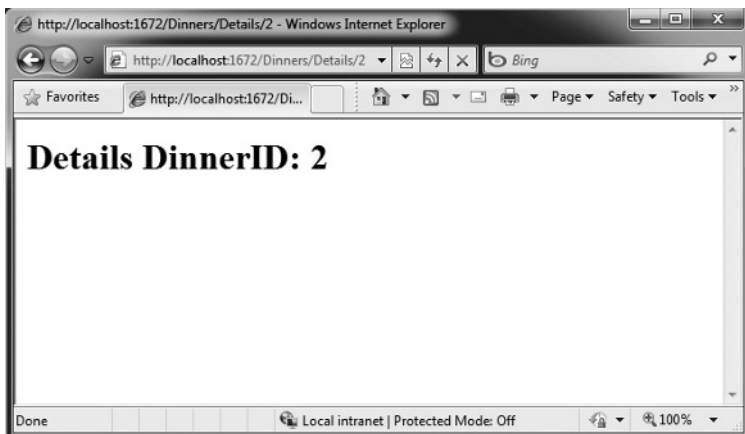 http://localhost:1672/Dinners/Details/2 - Windows Internet Explorer
http://localhost:1672/Dinners/Details/2
Bing
Favorites
http://localhost:1672/Di...
Page
Safety
Tools
»
Details DinnerID: 2
Done
Local intranet | Protected Mode: Off
100%